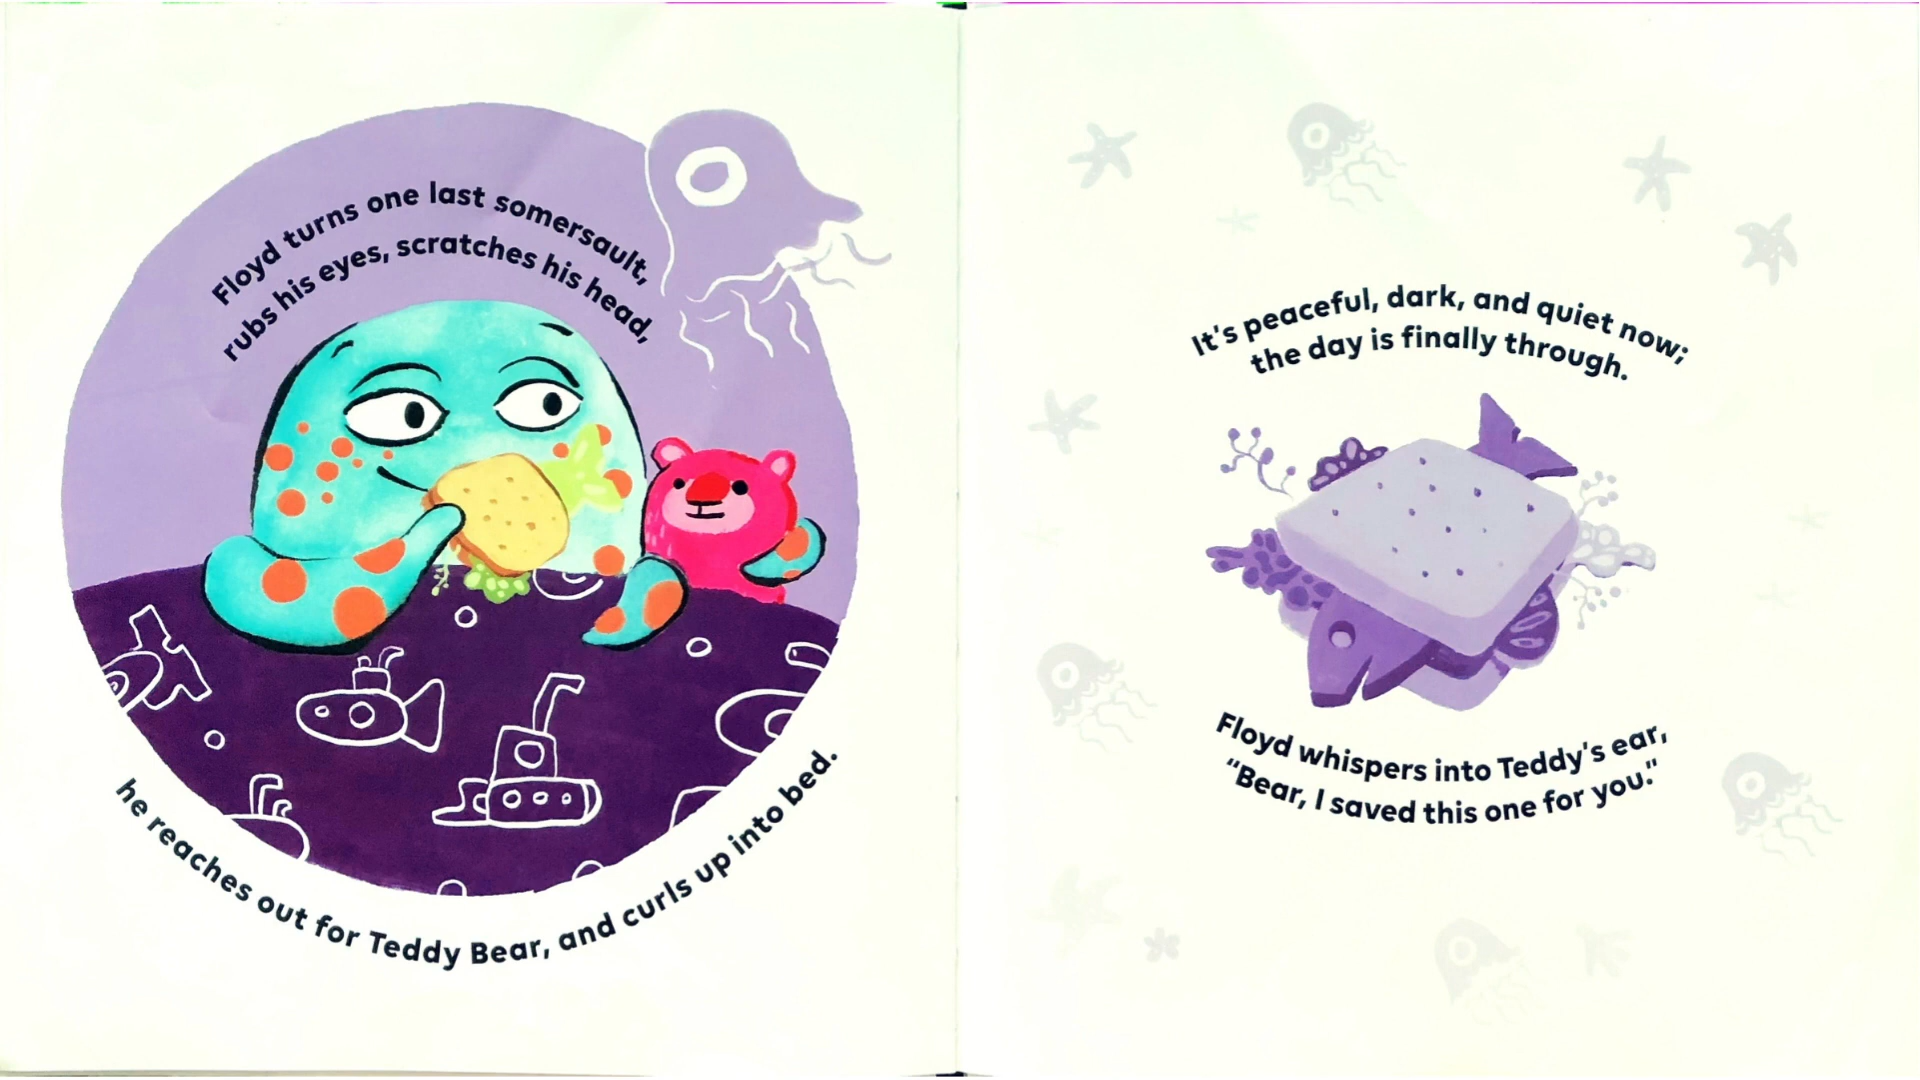 Floyd turns one last somersault,
rubs his eyes, scratches his head,
he reaches out for Teddy Bear, and curls up into bed.
It's peaceful, dark, and quiet now;
the day is finally through.
Floyd whispers into Teddy's ear,
“Bear, I saved this one for you.”